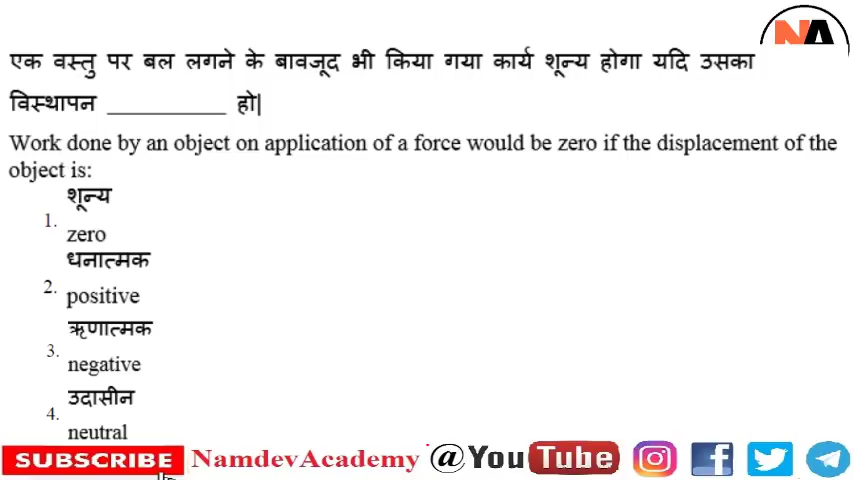 NA
एक वस्तु पर बल लगने के बावजूद भी किया गया कार्य शून्य होगा यदि उसका
विस्थापन __________ हो|
Work done by an object on application of a force would be zero if the displacement of the
object is:
शून्य
1.
zero
धनात्मक
2.
positive
ऋणात्मक
3.
negative
उदासीन
4.
neutral
SUBSCRIBE NamdevAcademy @YouTube